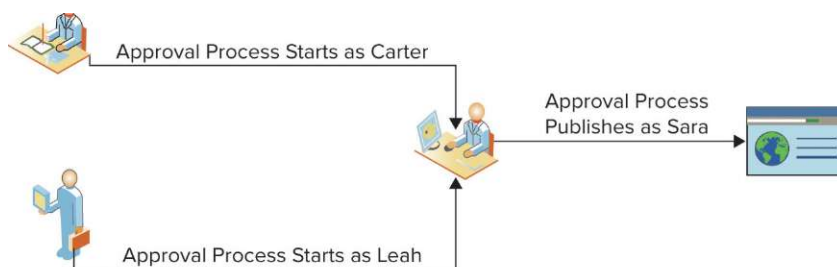 Approval Process Starts as Carter
Approval Process
Publishes as Sara
Approval Process Starts as Leah